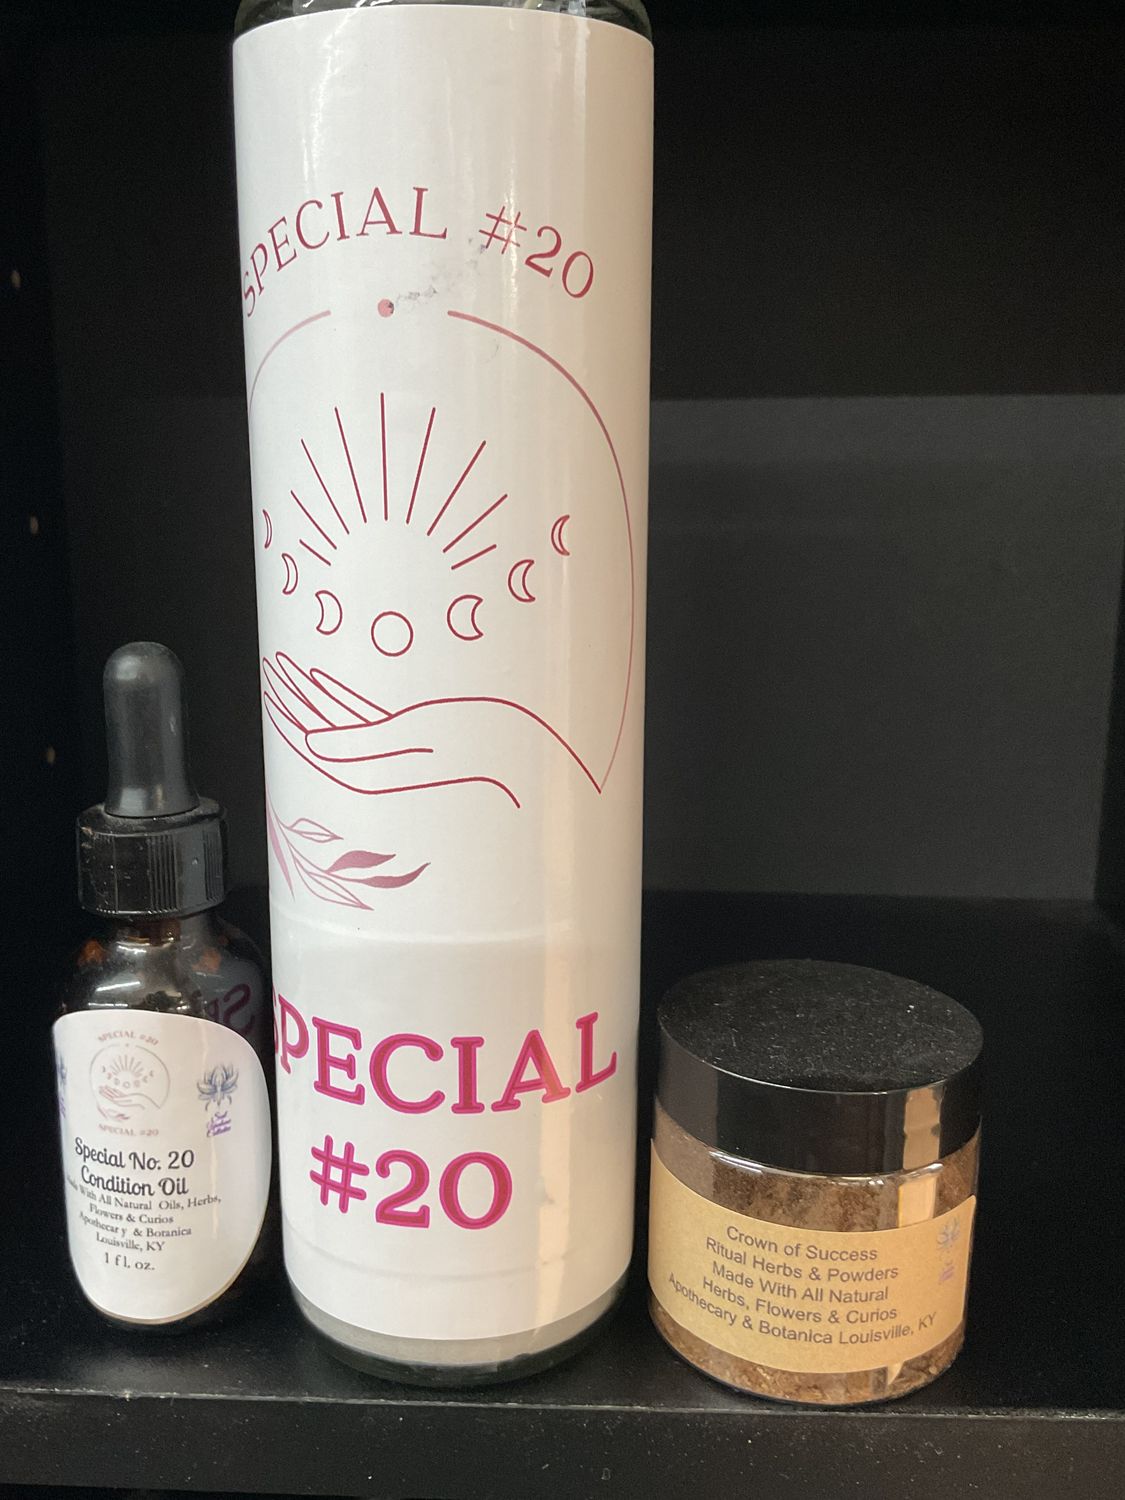 SPECIAL #20
SPECIAL
#20
SPECIAL #20
SPECIAL #20
Special No. 20
Condition Oil
Made With All Natural Oils, Herbs,
Flowers & Curios
Apothecary & Botanica
Louisville, KY
1 fl. oz.
Crown of Success
Ritual Herbs & Powders
Made With All Natural
Herbs, Flowers & Curios
Apothecary & Botanica Louisville, KY